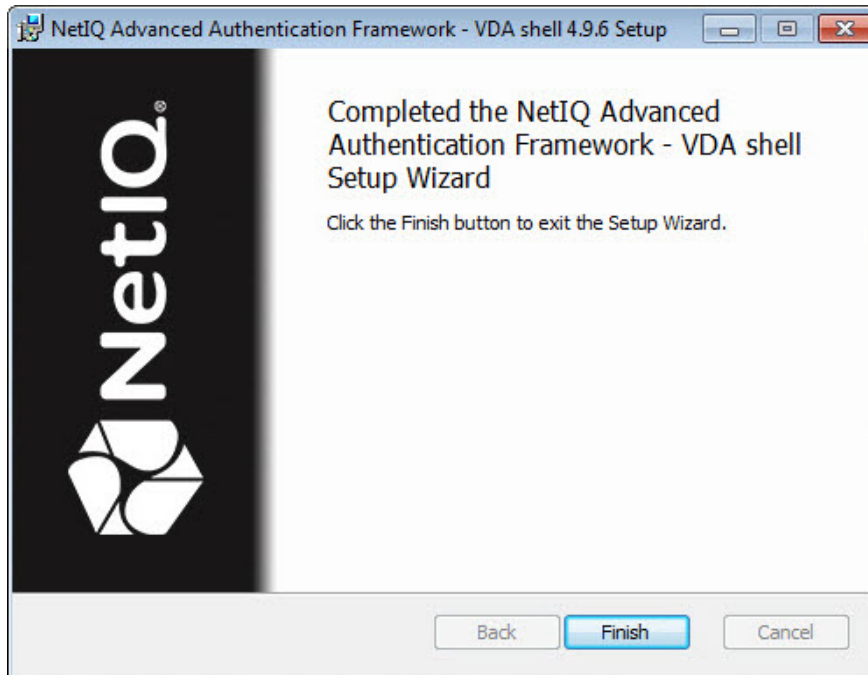 NetIQ Advanced Authentication Framework - VDA shell 4.9.6 Setup
NetIQ®
Completed the NetIQ Advanced
Authentication Framework - VDA shell
Setup Wizard
Click the Finish button to exit the Setup Wizard.
Back
Finish
Cancel